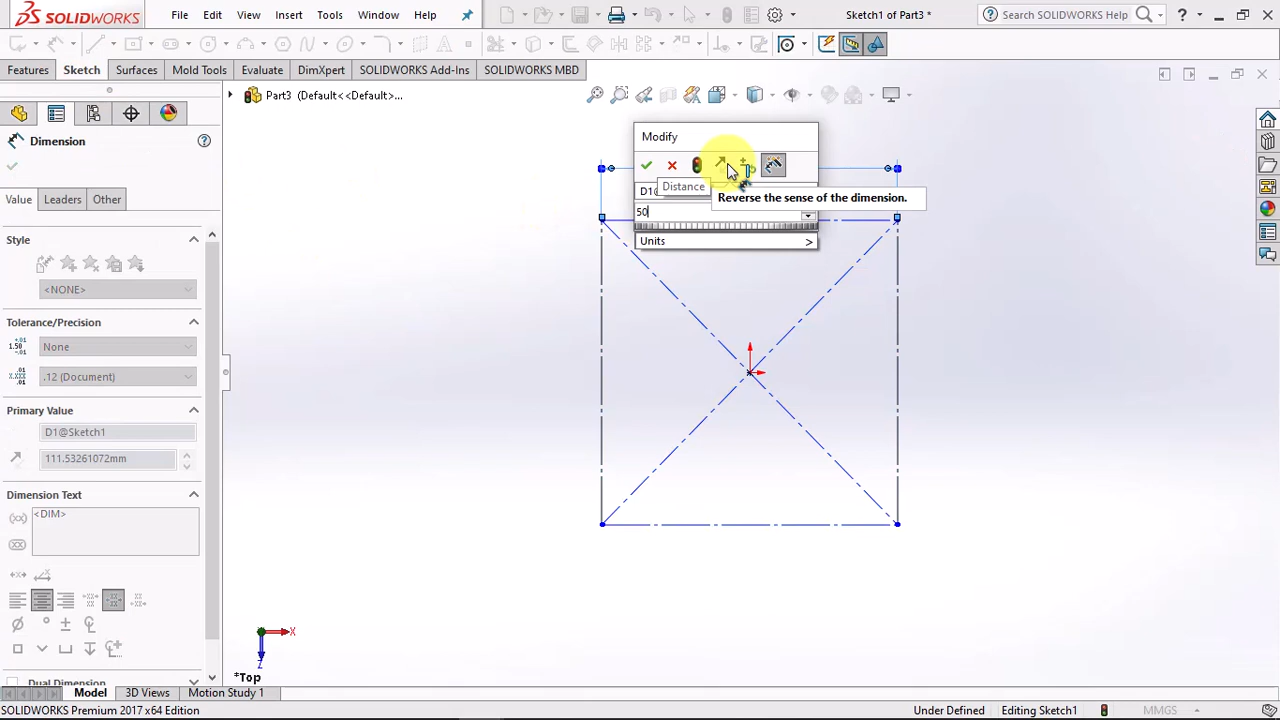 SOLIDWORKS File Edit View Insert Tools Window Help Sketch1 of Part3 * Search SOLIDWORKS Help ?
Features Sketch Surfaces Mold Tools Evaluate DimXpert SOLIDWORKS Add-Ins SOLIDWORKS MBD
Part3 (Default<<Default>...
Dimension
Modify
Value Leaders Other
D1@
Distance
Reverse the sense of the dimension.
50
Units >
Style
<NONE>
Tolerance/Precision
None
.12 (Document)
Primary Value
D1@Sketch1
111.53261072mm
Dimension Text
<DIM>
X
Z
*Top
Dual Dimension
Model 3D Views Motion Study 1
SOLIDWORKS Premium 2017 x64 Edition Under Defined Editing Sketch1 MMGS